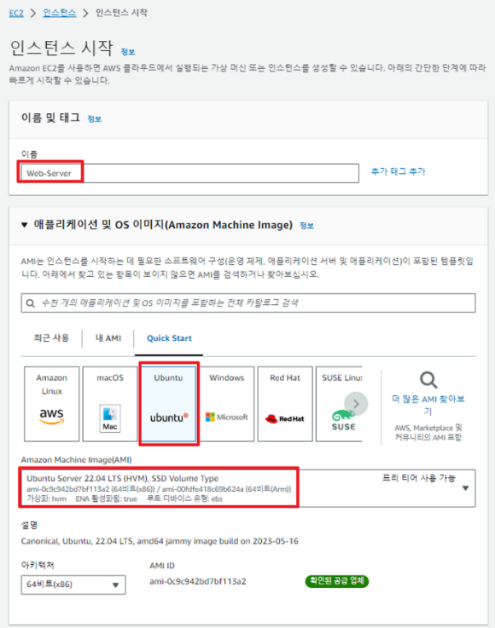 EC2 > 인스턴스 > 인스턴스 시작
인스턴스 시작 정보
Amazon EC2를 사용하면 AWS 클라우드에서 실행되는 가상 머신 또는 인스턴스를 생성할 수 있습니다. 아래의 간단한 단계에 따라
빠르게 시작할 수 있습니다.
이름 및 태그 정보
이름
Web-Server
추가 태그 추가
▼ 애플리케이션 및 OS 이미지(Amazon Machine Image) 정보
AMI는 인스턴스를 시작하는 데 필요한 소프트웨어 구성(운영 체제, 애플리케이션 서버 및 애플리케이션)이 포함된 템플릿입
니다. 아래에서 찾고 있는 항목이 보이지 않으면 AMI를 검색하거나 찾아보십시오.
수천 개의 애플리케이션 및 OS 이미지를 포함하는 전체 카탈로그 검색
최근 사용
내 AMI
Quick Start
Amazon
Linux
aws
macOS
Mac
Ubuntu
ubuntu®
Windows
Microsoft
Red Hat
Red Hat
SUSE Linu
SUSE
더 많은 AMI 찾아보
기
AWS, Marketplace 및
커뮤니티의 AMI 포함
Amazon Machine Image(AMI)
Ubuntu Server 22.04 LTS (HVM), SSD Volume Type
프리 티어 사용 가능
ami-0c9c942bd7bf113a2 (64비트(x86)) / ami-00fdfe418c69b624a (64비트(Arm))
가상화: hvm ENA 활성화됨: true 루트 디바이스 유형: ebs
설명
Canonical, Ubuntu, 22.04 LTS, amd64 jammy image build on 2023-05-16
아키텍처
64비트(x86)
AMI ID
ami-0c9c942bd7bf113a2
확인된 공급 업체